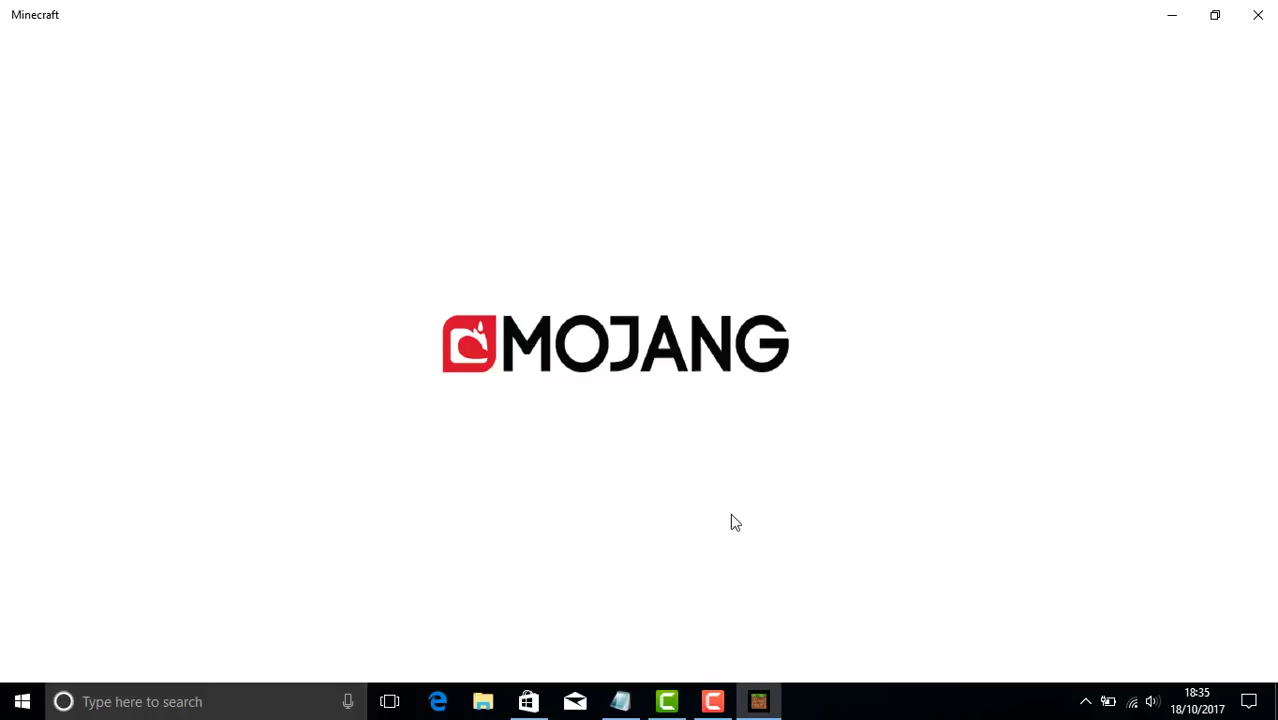 Minecraft
MOJANG
Type here to search
18:35
18/10/2017